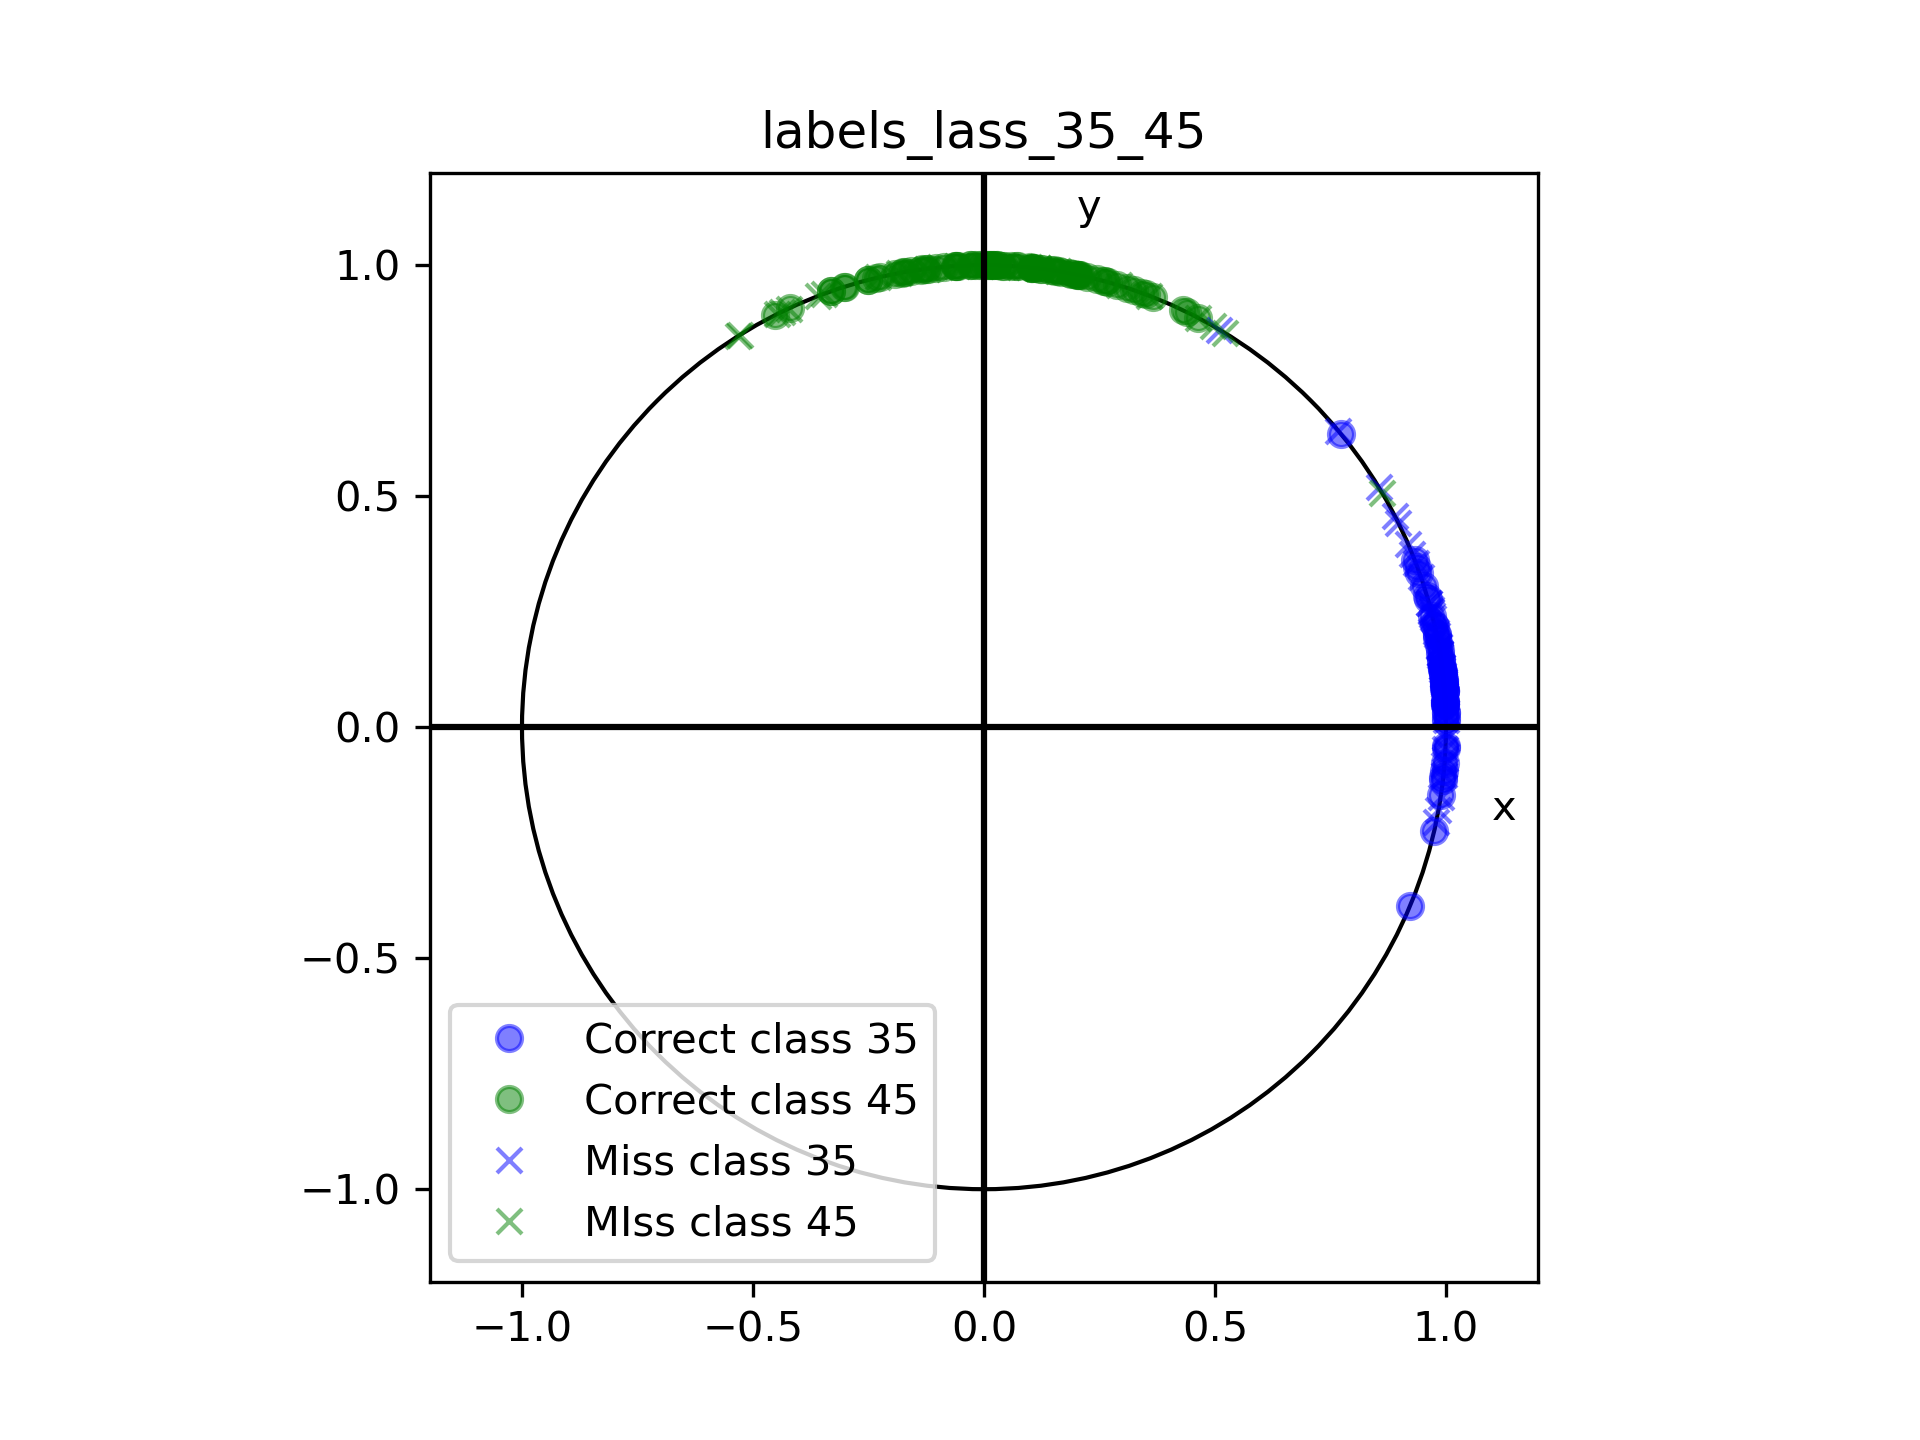 labels_lass_35_45
y
1.0
0.5
0.0
x
−0.5
−1.0
Correct class 35
Correct class 45
Miss class 35
MIss class 45
−1.0 −0.5 0.0 0.5 1.0